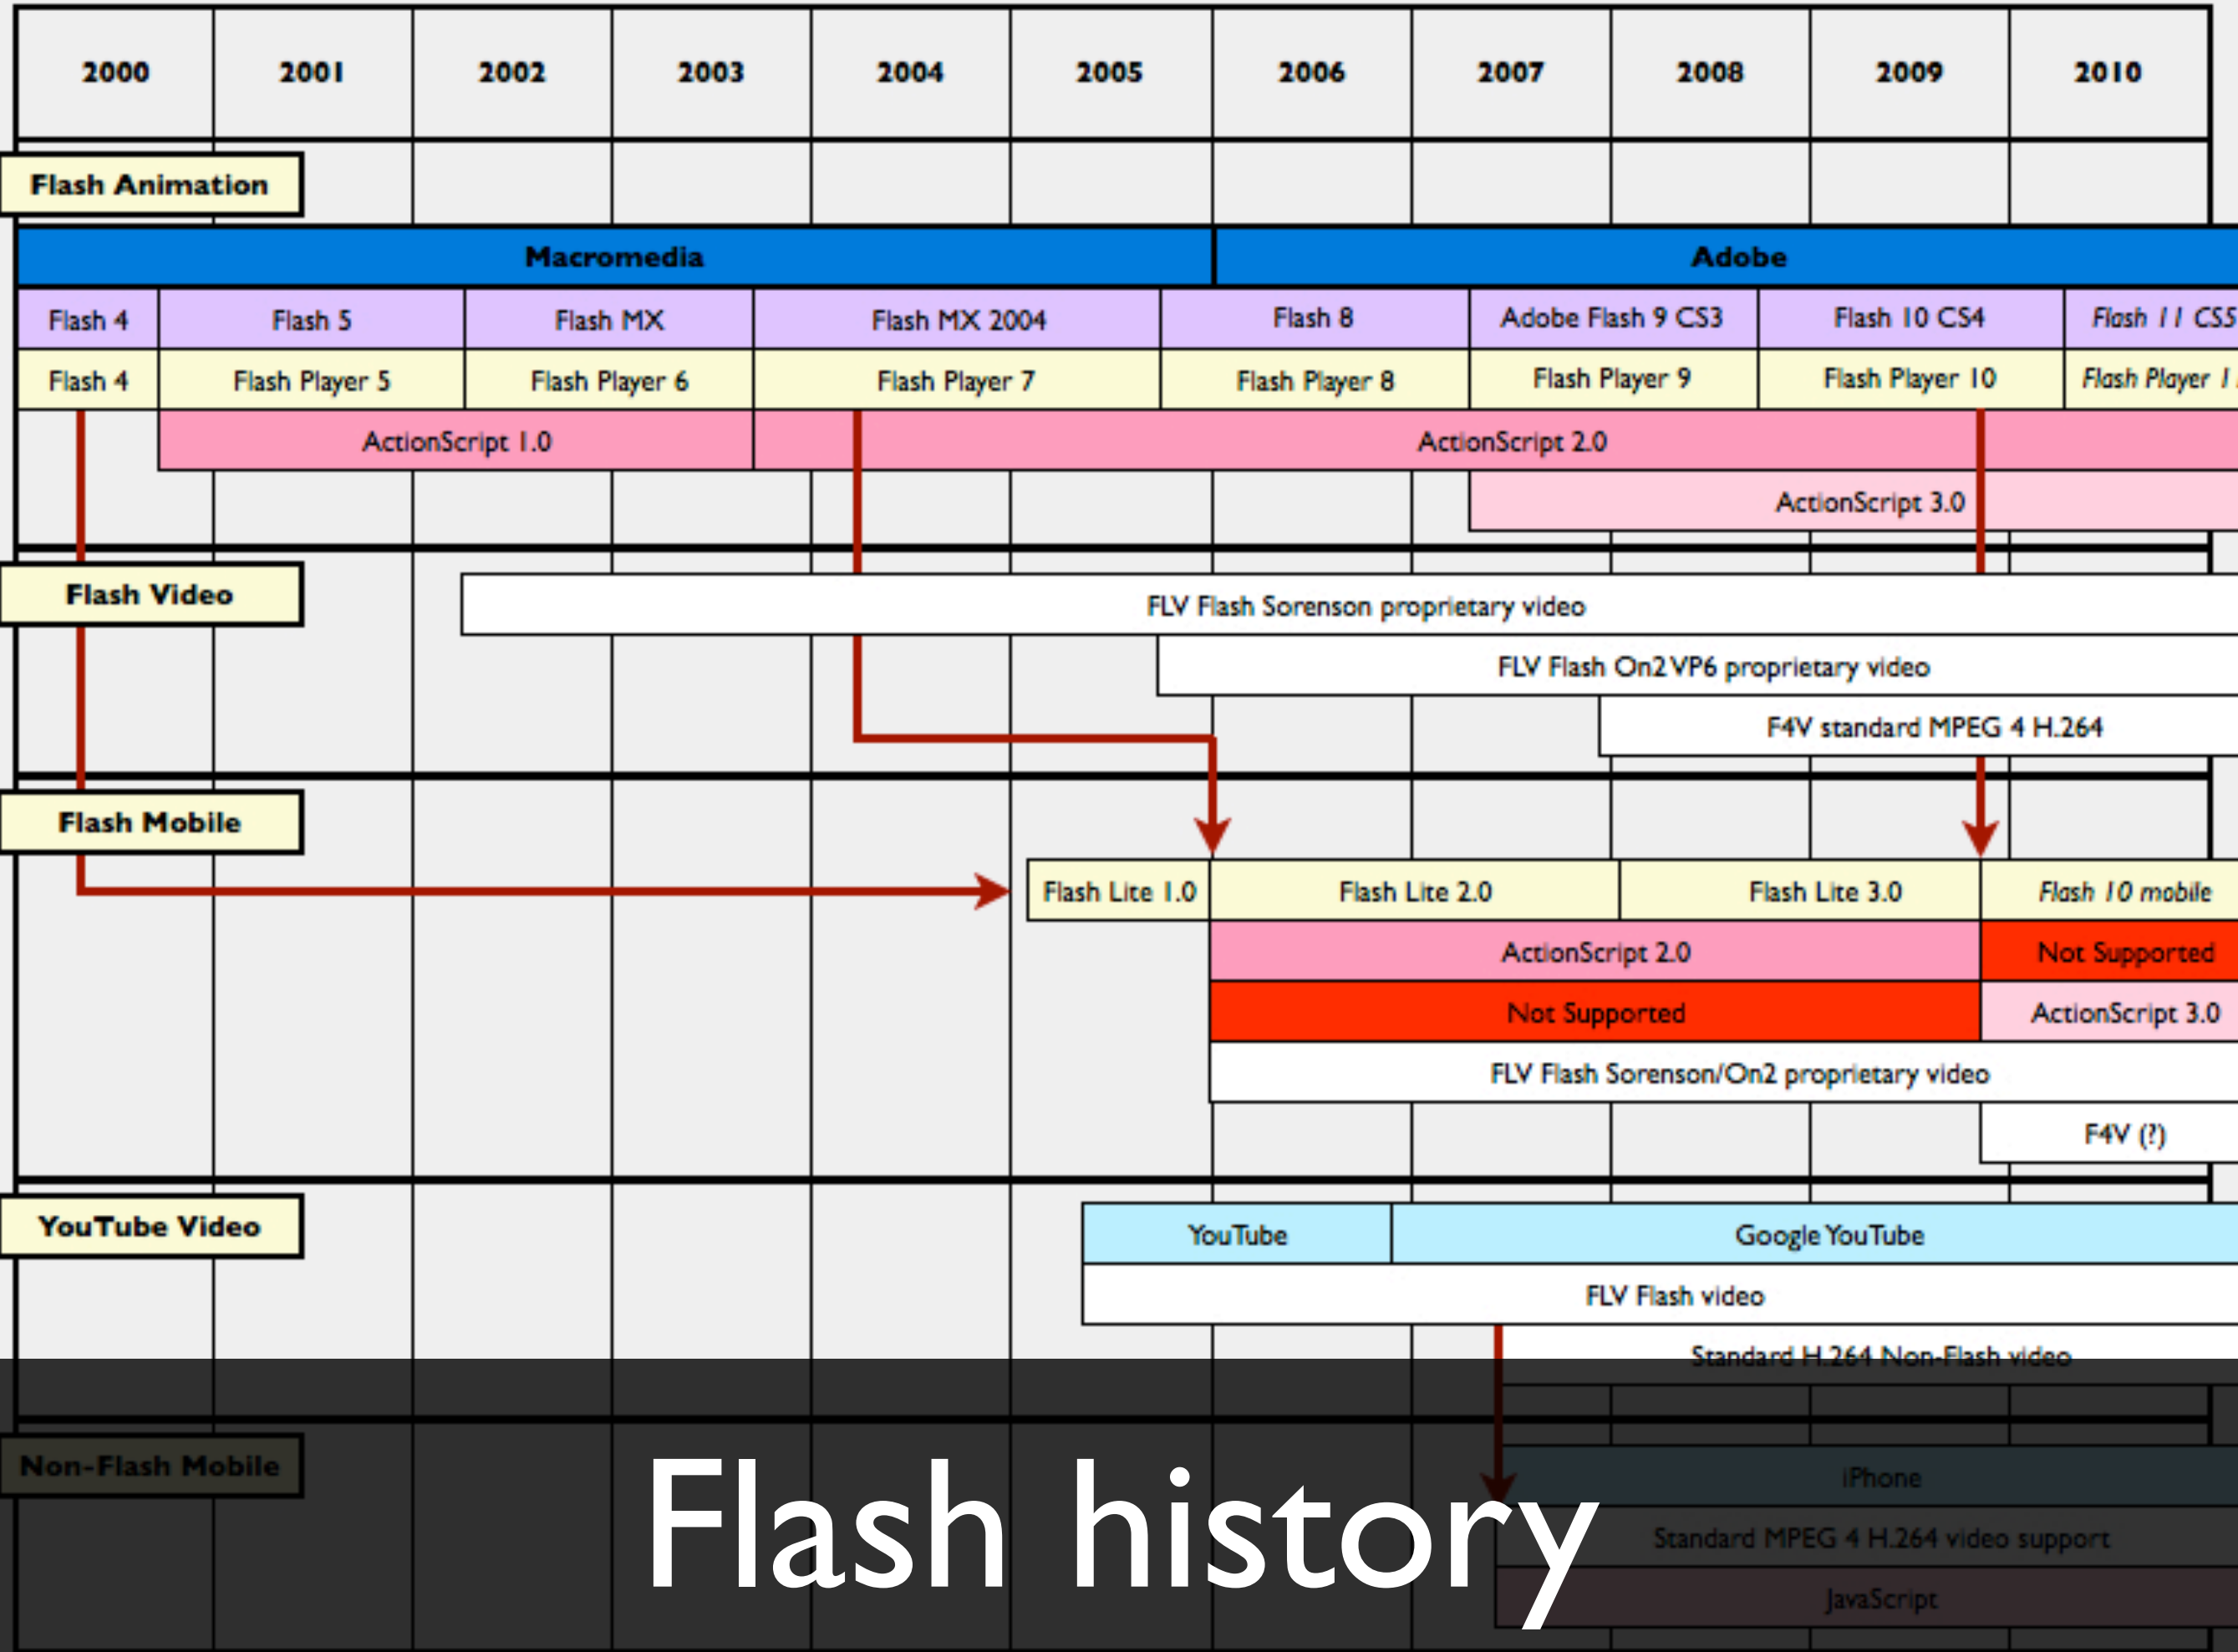 2000 2001 2002 2003 2004 2005 2006 2007 2008 2009 2010
Flash Animation
Macromedia Adobe
Flash 4 Flash 5 Flash MX Flash MX 2004 Flash 8 Adobe Flash 9 CS3 Flash 10 CS4 Flash 11 CS5
Flash 4 Flash Player 5 Flash Player 6 Flash Player 7 Flash Player 8 Flash Player 9 Flash Player 10 Flash Player 1
ActionScript 1.0 ActionScript 2.0
ActionScript 3.0
Flash Video
FLV Flash Sorenson proprietary video
FLV Flash On2 VP6 proprietary video
F4V standard MPEG 4 H.264
Flash Mobile
Flash Lite 1.0 Flash Lite 2.0 Flash Lite 3.0 Flash 10 mobile
ActionScript 2.0 Not Supported
Not Supported ActionScript 3.0
FLV Flash Sorenson/On2 proprietary video
F4V (?)
YouTube Video
YouTube Google YouTube
FLV Flash video
Standard H.264 Non-Flash video
Non-Flash Mobile
iPhone
Standard MPEG 4 H.264 video support
JavaScript
Flash history